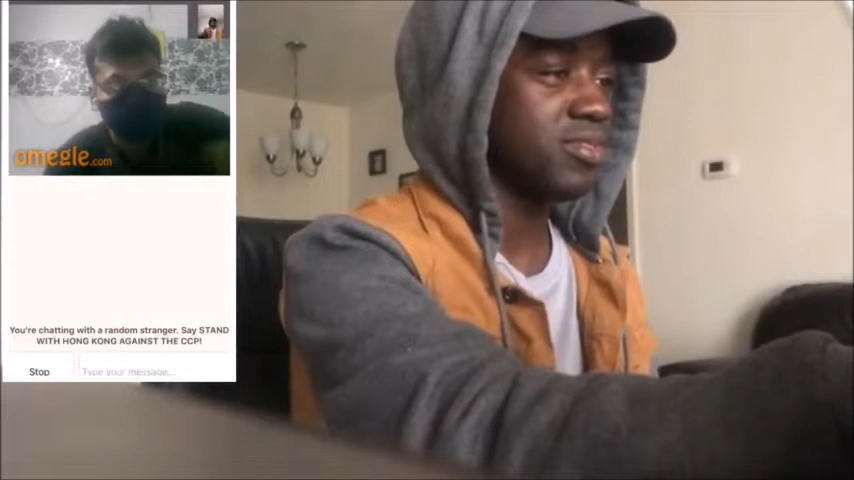 omegle.com
You're chatting with a random stranger. Say STAND
WITH HONG KONG AGAINST THE CCP!
Stop
Type your message...